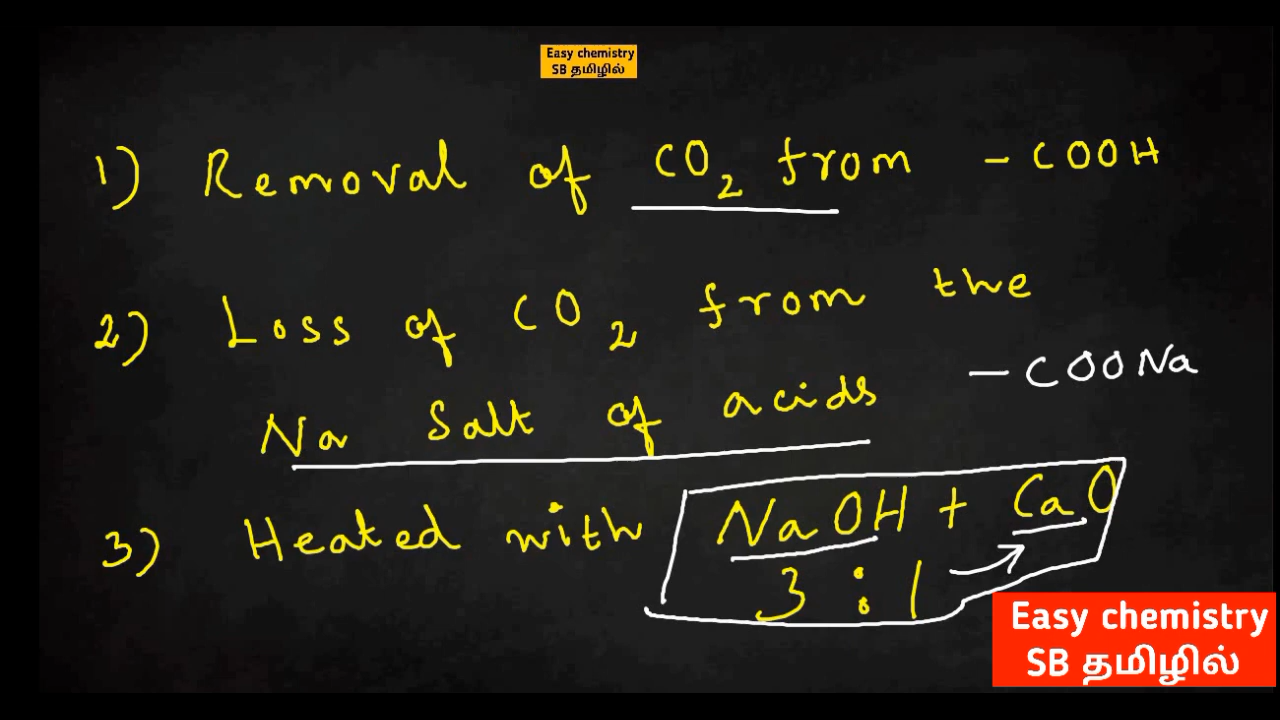 Easy chemistry
SB தமிழில்
1) Removal of CO2 from - COOH
2) Loss of CO2 from the
Na Salt of acids - COONa
3) Heated with NaOH + CaO
3 : 1
Easy chemistry
SB தமிழில்